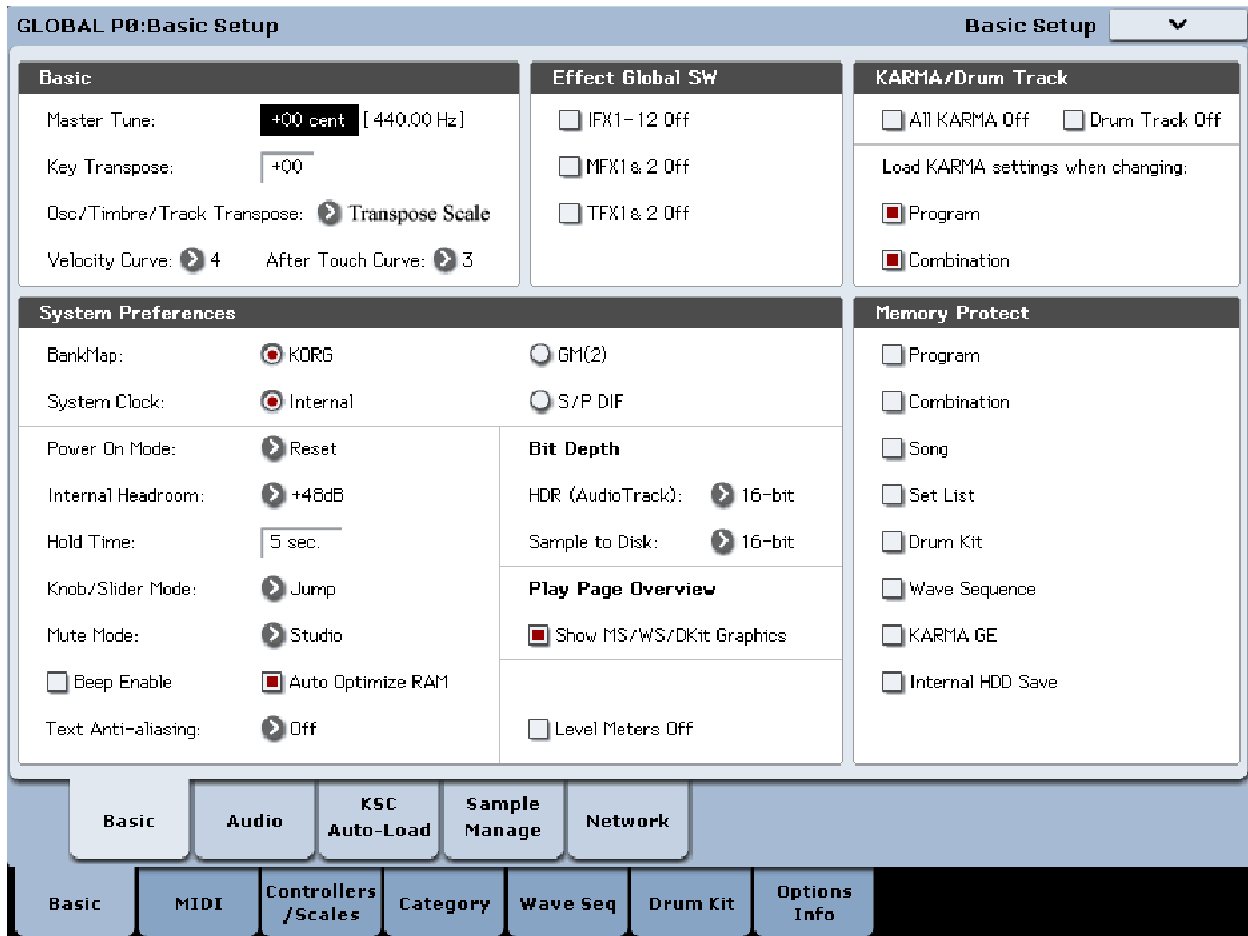 GLOBAL P0:Basic Setup
Basic Setup
Basic
Master Tune: +00 cent [ 440.00 Hz]
Key Transpose: +00
Osc/Timbre/Track Transpose: Transpose Scale
Velocity Curve: 4 After Touch Curve: 3
Effect Global SW
IFX1-12 Off
MFX1 & 2 Off
TFX1 & 2 Off
KARMA/Drum Track
All KARMA Off Drum Track Off
Load KARMA settings when changing:
Program
Combination
System Preferences
BankMap: KORG GM(2)
System Clock: Internal S/P DIF
Power On Mode: Reset
Internal Headroom: +48dB
Hold Time: 5 sec.
Knob/Slider Mode: Jump
Mute Mode: Studio
Beep Enable Auto Optimize RAM
Text Anti-aliasing: Off
Bit Depth
HDR (AudioTrack): 16-bit
Sample to Disk: 16-bit
Play Page Overview
Show MS/WS/DKit Graphics
Level Meters Off
Memory Protect
Program
Combination
Song
Set List
Drum Kit
Wave Sequence
KARMA GE
Internal HDD Save
Basic
Audio
KSC
Auto-Load
Sample
Manage
Network
Basic
MIDI
Controllers
/Scales
Category
Wave Seq
Drum Kit
Options
Info